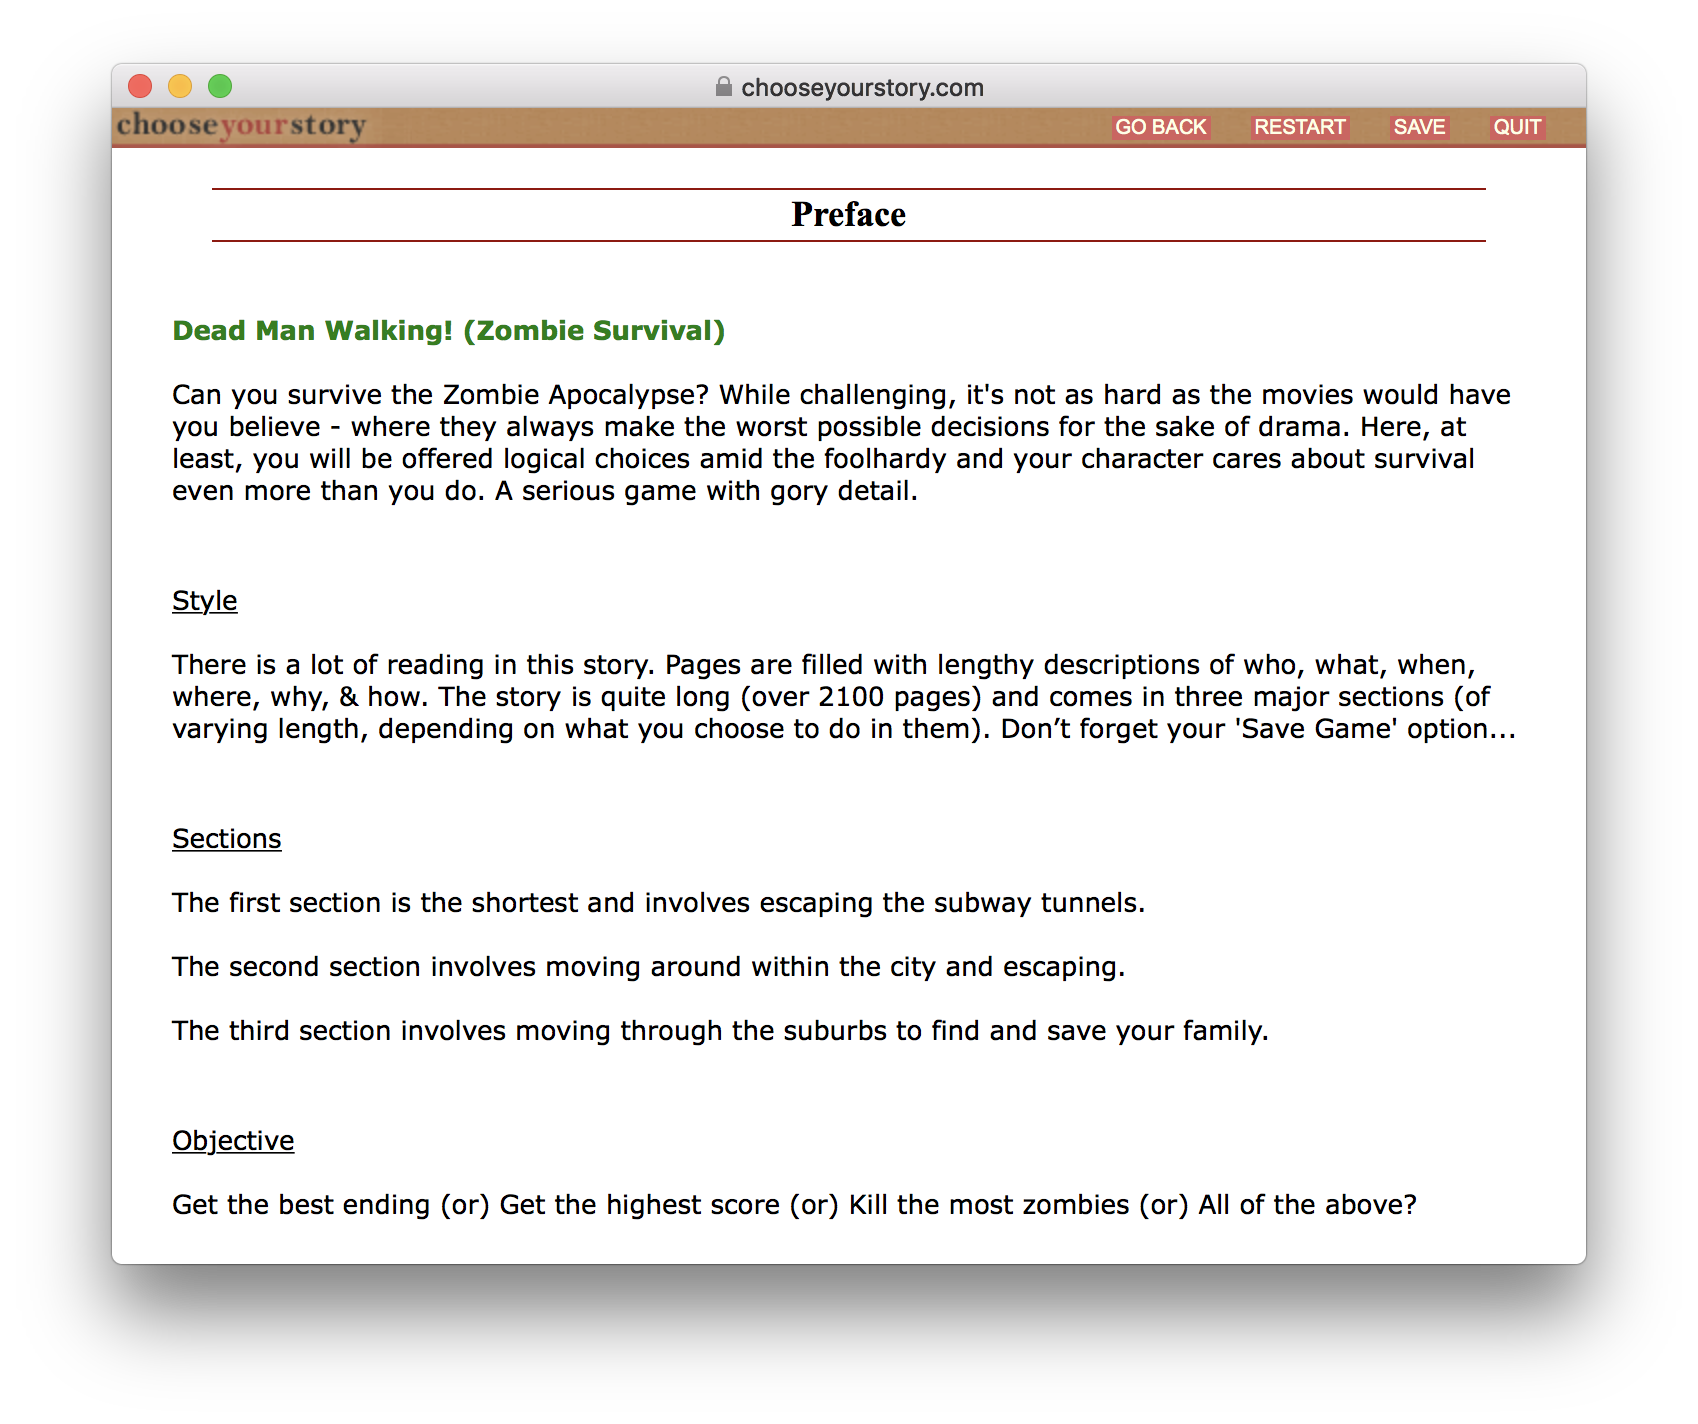 chooseyourstory.com
chooseyourstory
GO BACK RESTART SAVE QUIT
Preface
Dead Man Walking! (Zombie Survival)
Can you survive the Zombie Apocalypse? While challenging, it's not as hard as the movies would have
you believe - where they always make the worst possible decisions for the sake of drama. Here, at
least, you will be offered logical choices amid the foolhardy and your character cares about survival
even more than you do. A serious game with gory detail.
Style
There is a lot of reading in this story. Pages are filled with lengthy descriptions of who, what, when,
where, why, & how. The story is quite long (over 2100 pages) and comes in three major sections (of
varying length, depending on what you choose to do in them). Don’t forget your 'Save Game' option...
Sections
The first section is the shortest and involves escaping the subway tunnels.
The second section involves moving around within the city and escaping.
The third section involves moving through the suburbs to find and save your family.
Objective
Get the best ending (or) Get the highest score (or) Kill the most zombies (or) All of the above?